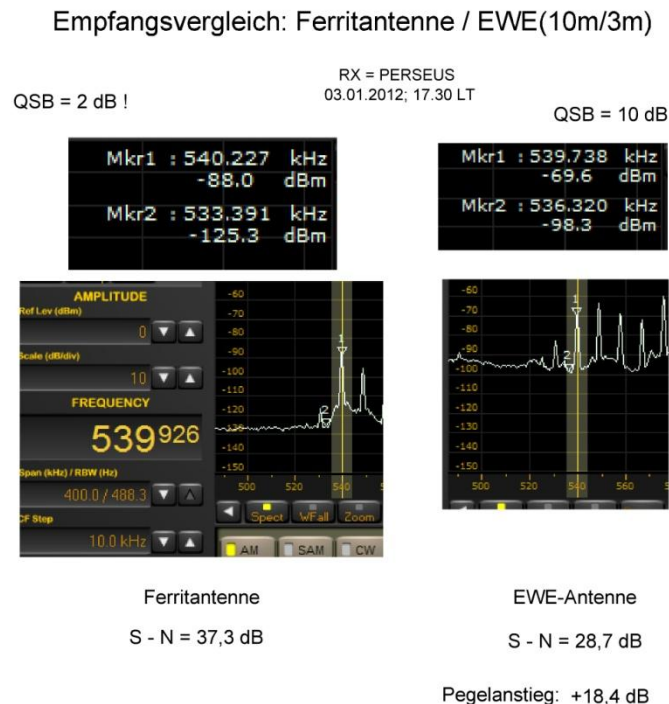 Empfangsvergleich: Ferritantenne / EWE(10m/3m)
RX = PERSEUS
03.01.2012; 17.30 LT
QSB = 2 dB !
QSB = 10 dB
Mkr1 : 540.227 kHz
-88.0 dBm
Mkr2 : 533.391 kHz
-125.3 dBm
Mkr1 : 539.738 kHz
-69.6 dBm
Mkr2 : 536.320 kHz
-98.3 dBm
AMPLITUDE
Ref Lev (dBm)
0
Scale (dB/div)
10
FREQUENCY
539926
Span (kHz) / RBW (Hz)
400.0 / 488.3
CF Step
10.0 kHz
-60
-70
-80
-90
-100
-110
-120
-130
-140
-150
1
2
500 520 540
Spect WFall Zoom
AM SAM CW
-60
-70
-80
-90
-100
-110
-120
-130
-140
-150
1
2
500 520 540 560
Ferritantenne
S - N = 37,3 dB
EWE-Antenne
S - N = 28,7 dB
Pegelanstieg: +18,4 dB